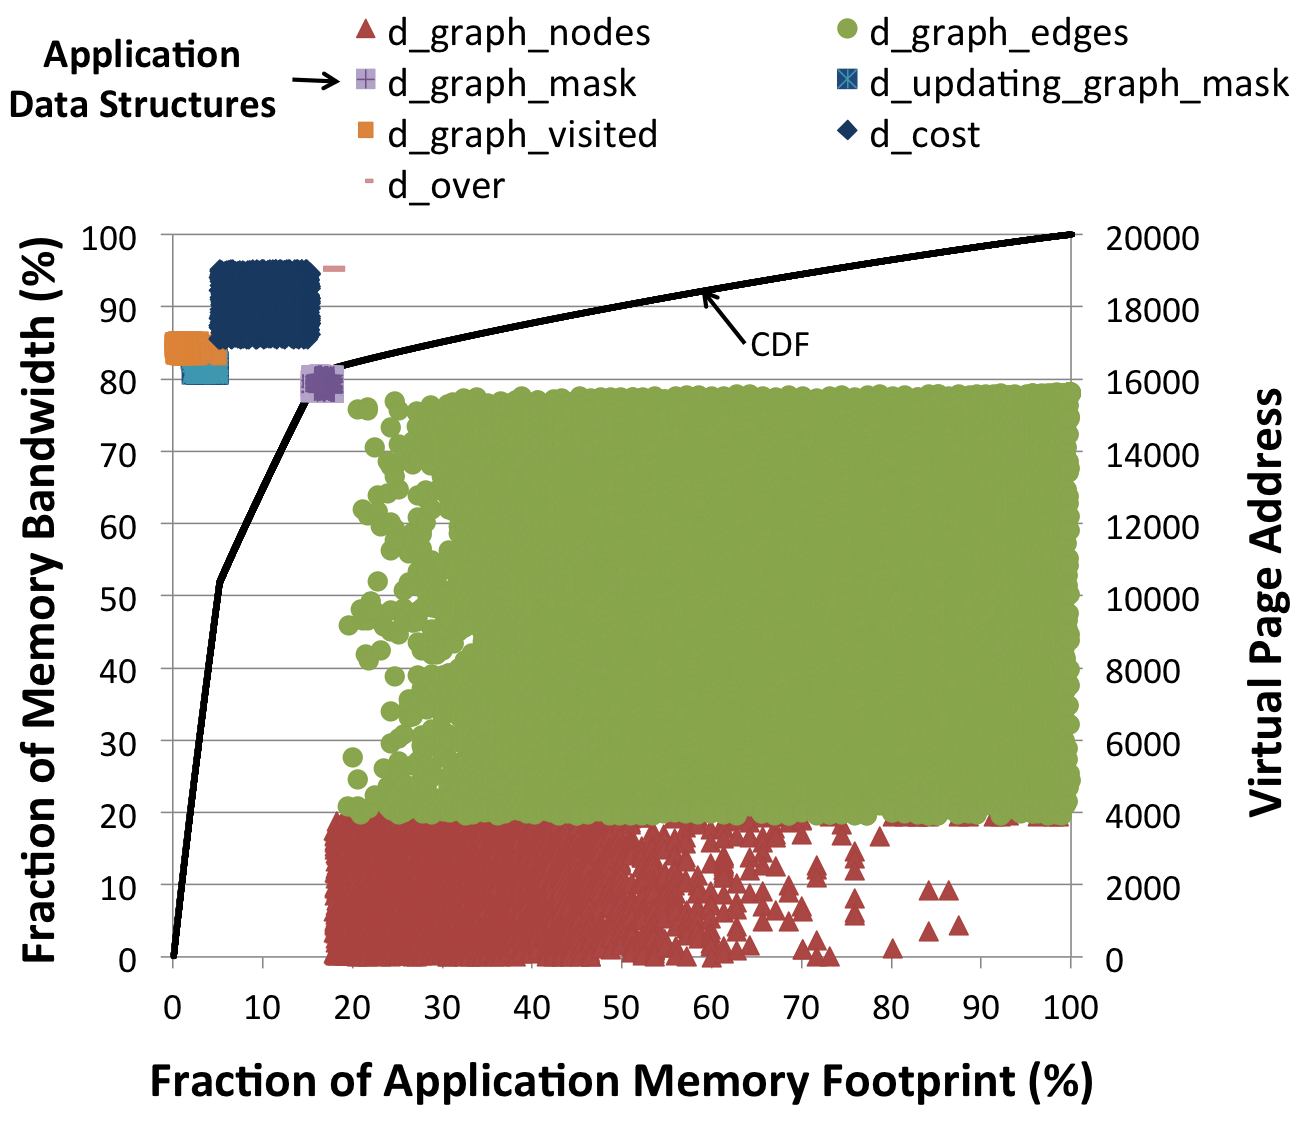 Application
Data Structures
d_graph_nodes
d_graph_edges
d_graph_mask
d_updating_graph_mask
d_graph_visited
d_cost
d_over
Fraction of Memory Bandwidth (%)
100
90
80
70
60
50
40
30
20
10
0
CDF
20000
18000
16000
14000
12000
10000
8000
6000
4000
2000
0
Virtual Page Address
0 10 20 30 40 50 60 70 80 90 100
Fraction of Application Memory Footprint (%)